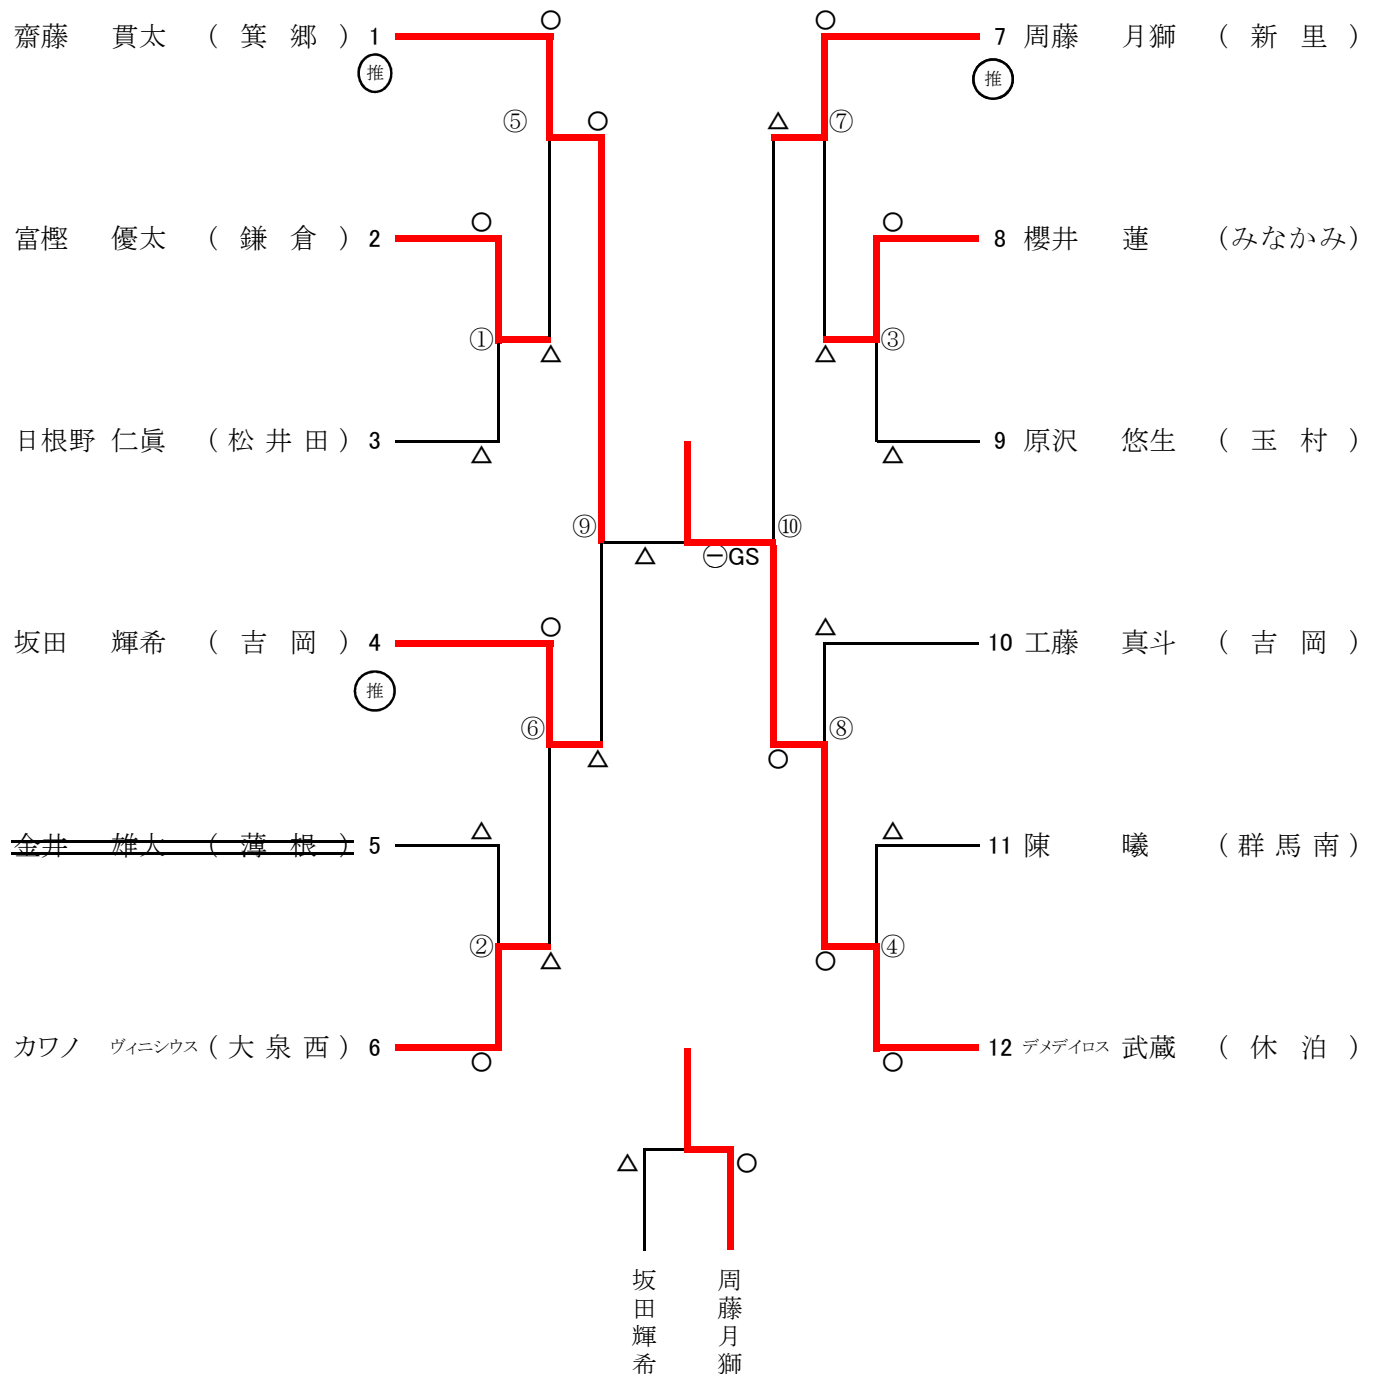 齋藤 貫太 ( 箕 郷 ) 1
推
富樫 優太 ( 鎌 倉 ) 2
日根野 仁眞 ( 松 井 田 ) 3
坂田 輝希 ( 吉 岡 ) 4
推
金井 雄大 ( 薄 根 ) 5
カワノ ヴィニシウス ( 大 泉 西 ) 6
⑤
①
⑨
⑥
②
7 周藤 月獅 ( 新 里 )
推
8 櫻井 蓮 (みなかみ)
9 原沢 悠生 ( 玉 村 )
10 工藤 真斗 ( 吉 岡 )
11 陳 曦 ( 群 馬 南 )
12 デメデイロス 武蔵 ( 休 泊 )
⑦
③
⑩
㊀GS
⑧
④
坂田輝希
周藤月獅